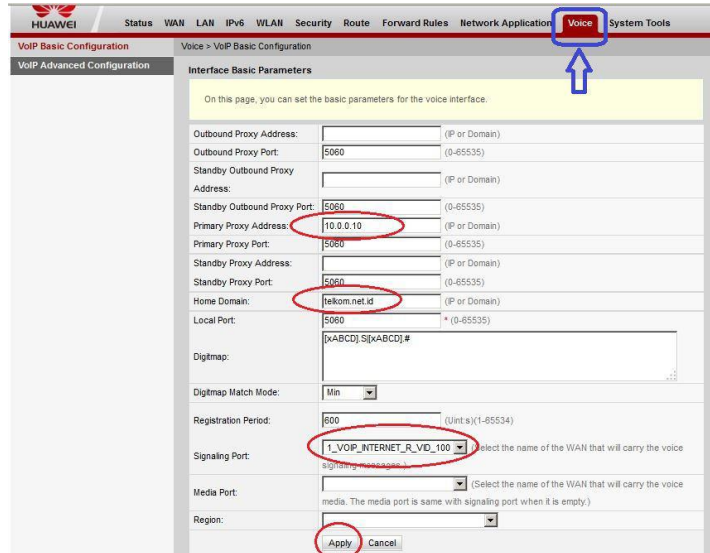 HUAWEI
Status WAN LAN IPv6 WLAN Security Route Forward Rules Network Application Voice System Tools
VoIP Basic Configuration
Voice > VoIP Basic Configuration
VoIP Advanced Configuration
Interface Basic Parameters
On this page, you can set the basic parameters for the voice interface.
Outbound Proxy Address: (IP or Domain)
Outbound Proxy Port: 5060 (0-65535)
Standby Outbound Proxy
Address: (IP or Domain)
Standby Outbound Proxy Port: 5060 (0-65535)
Primary Proxy Address: 10.0.0.10 (IP or Domain)
Primary Proxy Port: 5060 (0-65535)
Standby Proxy Address: (IP or Domain)
Standby Proxy Port: 5060 (0-65535)
Home Domain: telkom.net.id (IP or Domain)
Local Port: 5060 * (0-65535)
Digitmap: [xABCD].S|[xABCD].#
Digitmap Match Mode: Min
Registration Period: 600 (Unit:s)(1-65534)
Signaling Port: 1_VOIP_INTERNET_R_VID_100 (Select the name of the WAN that will carry the voice
signaling messages.)
Media Port: (Select the name of the WAN that will carry the voice
media. The media port is same with signaling port when it is empty.)
Region:
Apply Cancel